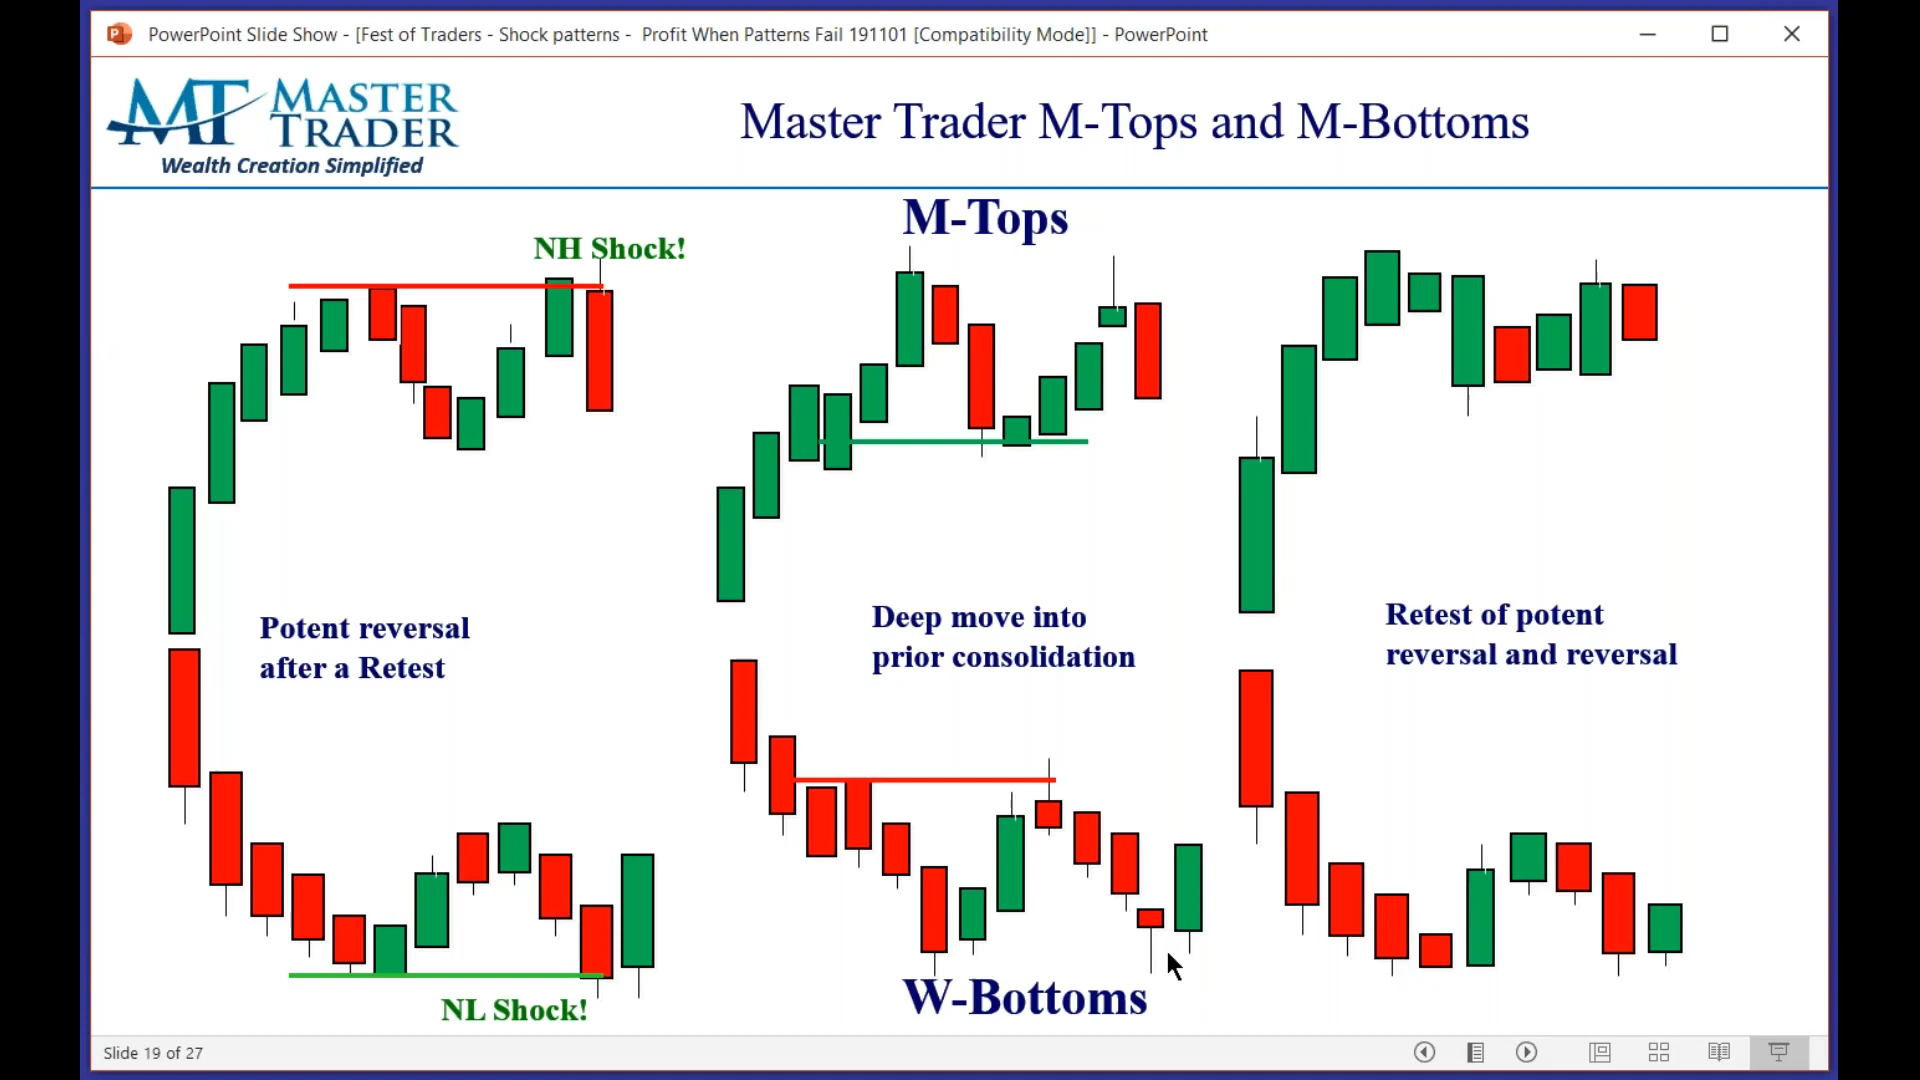 PowerPoint Slide Show - [Fest of Traders - Shock patterns -  Profit When Patterns Fail 191101 [Compatibility Mode]] - PowerPoint
MT MASTER
TRADER
Wealth Creation Simplified
Master Trader M-Tops and M-Bottoms
M-Tops
NH Shock!
Potent reversal
after a Retest
Deep move into
prior consolidation
Retest of potent
reversal and reversal
NL Shock!
W-Bottoms
Slide 19 of 27